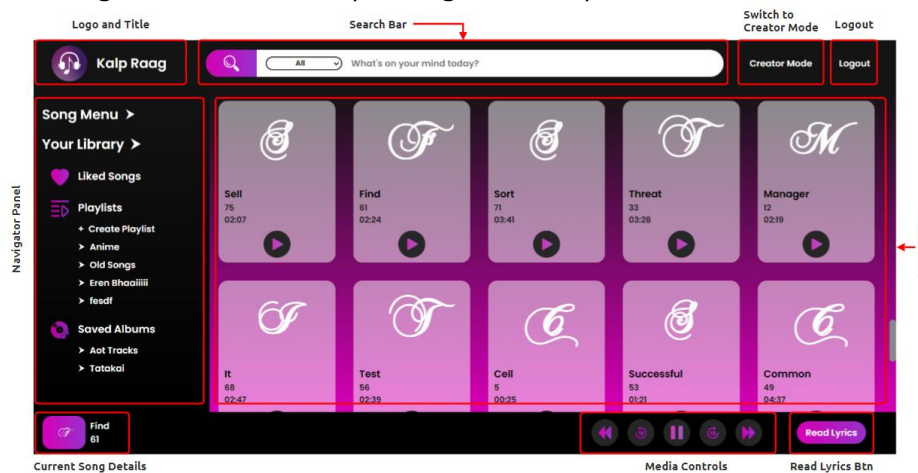 Logo and Title
Search Bar
Switch to
Creator Mode
Logout
Kalp Raag
All
What's on your mind today?
Creator Mode
Logout
Navigator Panel
Song Menu ➤
Your Library ➤
Liked Songs
Playlists
+ Create Playlist
➤ Anime
➤ Old Songs
➤ Eren Bhaaiiiii
➤ fesdf
Saved Albums
➤ Aot Tracks
➤ Tatakai
S
Sell
75
02:07
F
Find
61
02:24
S
Sort
71
03:41
T
Threat
33
03:28
M
Manager
12
02:19
I
It
68
02:47
T
Test
56
02:39
C
Cell
5
00:25
S
Successful
53
01:21
C
Common
49
04:37
Find
61
Read Lyrics
Current Song Details
Media Controls
Read Lyrics Btn